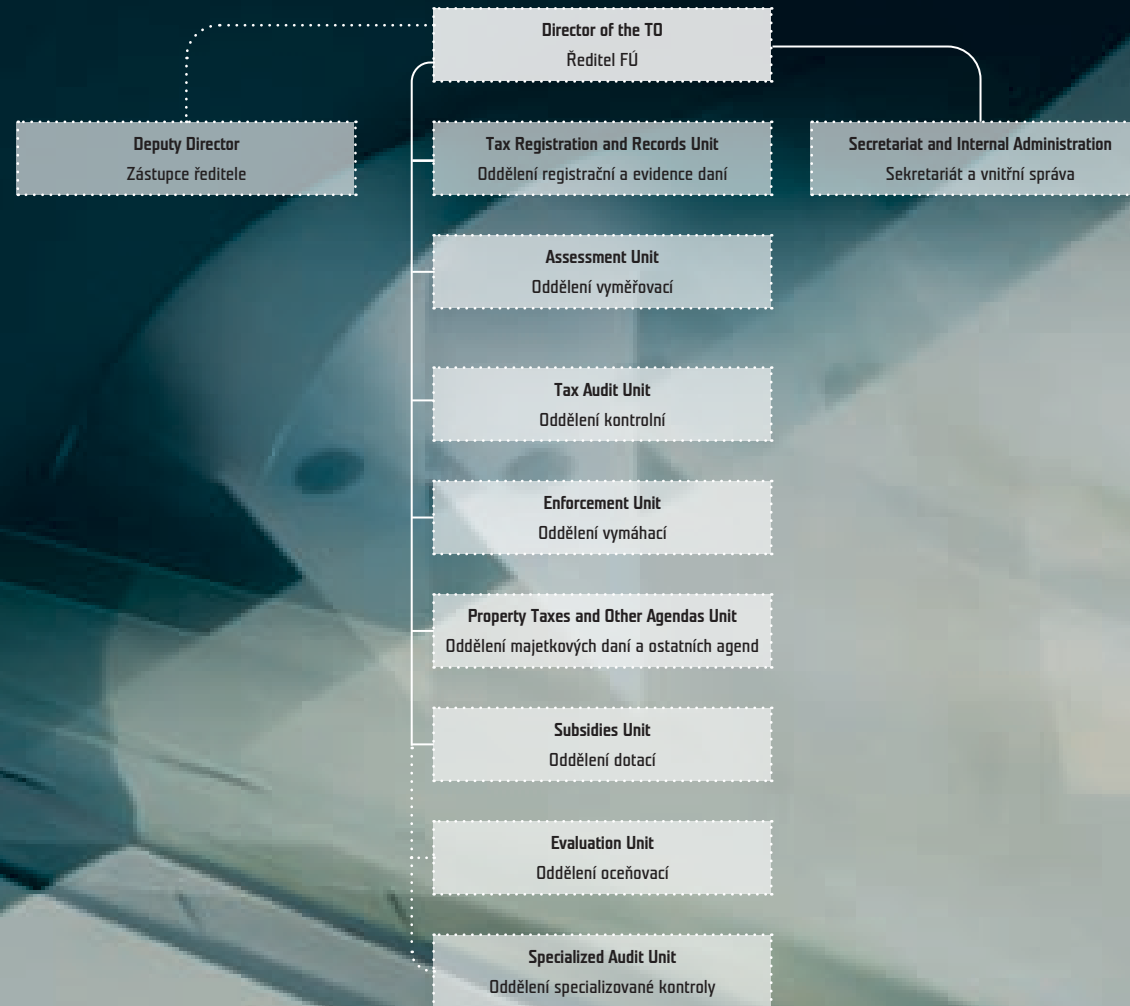 Director of the TO
Ředitel FÚ
Deputy Director
Zástupce ředitele
Tax Registration and Records Unit
Oddělení registrační a evidence daní
Secretariat and Internal Administration
Sekretariát a vnitřní správa
Assessment Unit
Oddělení vyměřovací
Tax Audit Unit
Oddělení kontrolní
Enforcement Unit
Oddělení vymáhací
Property Taxes and Other Agendas Unit
Oddělení majetkových daní a ostatních agend
Subsidies Unit
Oddělení dotací
Evaluation Unit
Oddělení oceňovací
Specialized Audit Unit
Oddělení specializované kontroly